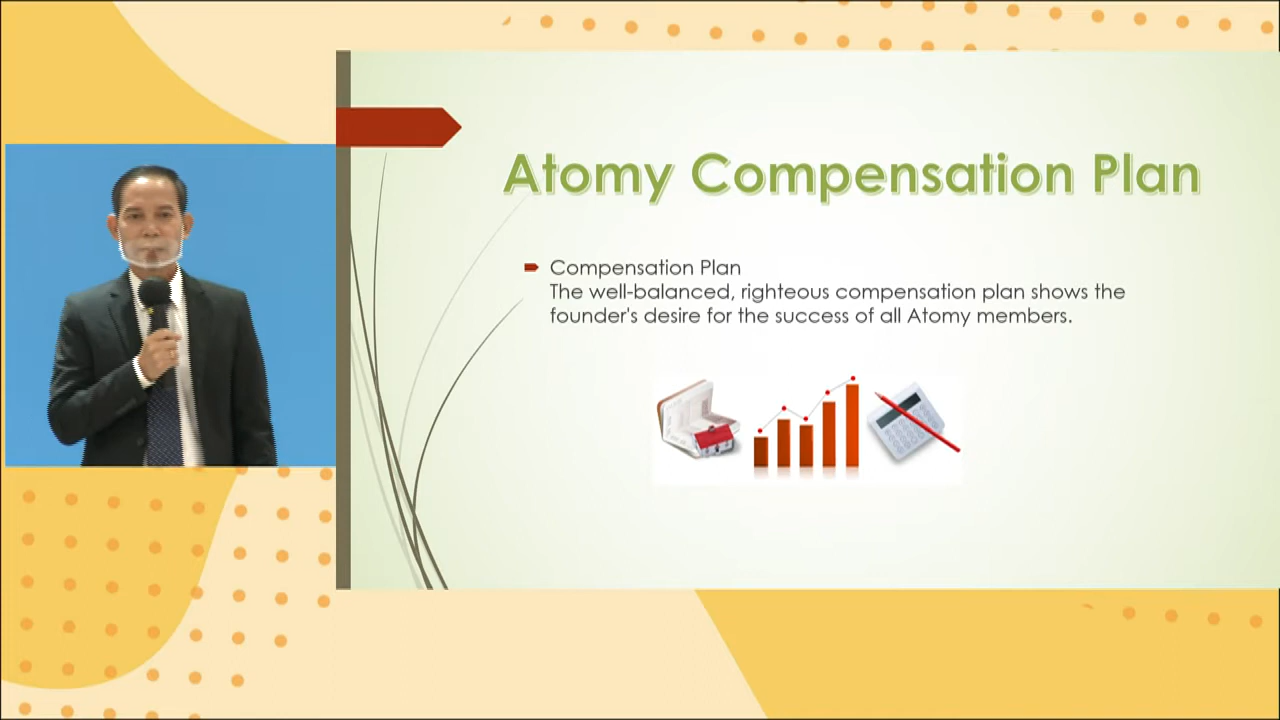 Atomy Compensation Plan
Compensation Plan
The well-balanced, righteous compensation plan shows the
founder's desire for the success of all Atomy members.